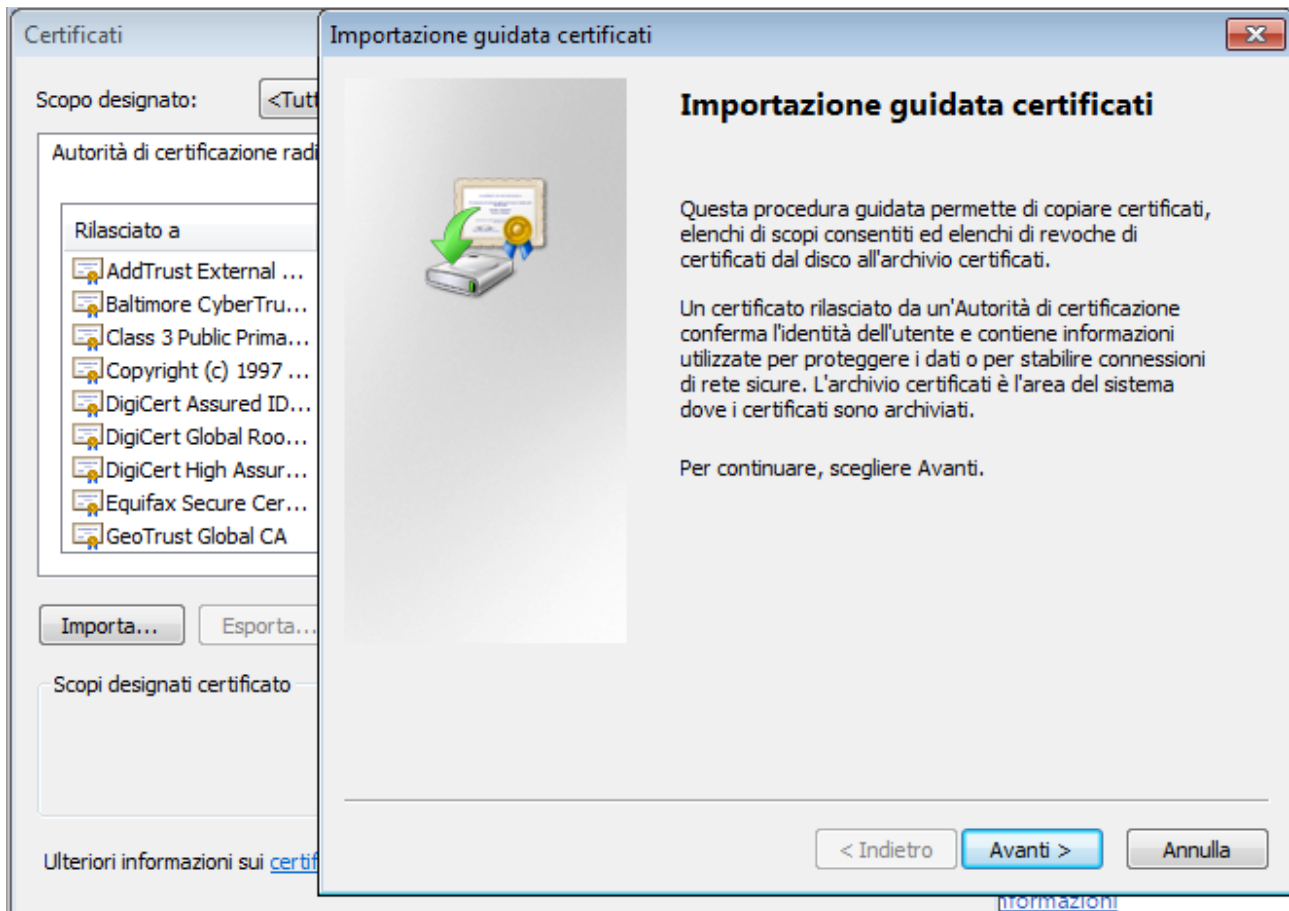 Certificati
Scopo designato:
<Tutt
Autorità di certificazione radi
Rilasciato a
AddTrust External ...
Baltimore CyberTru...
Class 3 Public Prima...
Copyright (c) 1997 ...
DigiCert Assured ID...
DigiCert Global Roo...
DigiCert High Assur...
Equifax Secure Cer...
GeoTrust Global CA
Importa...
Esporta...
Scopi designati certificato
Ulteriori informazioni sui certif
Importazione guidata certificati
Importazione guidata certificati
Questa procedura guidata permette di copiare certificati,
elenchi di scopi consentiti ed elenchi di revoche di
certificati dal disco all'archivio certificati.
Un certificato rilasciato da un'Autorità di certificazione
conferma l'identità dell'utente e contiene informazioni
utilizzate per proteggere i dati o per stabilire connessioni
di rete sicure. L'archivio certificati è l'area del sistema
dove i certificati sono archiviati.
Per continuare, scegliere Avanti.
< Indietro
Avanti >
Annulla
nformazioni